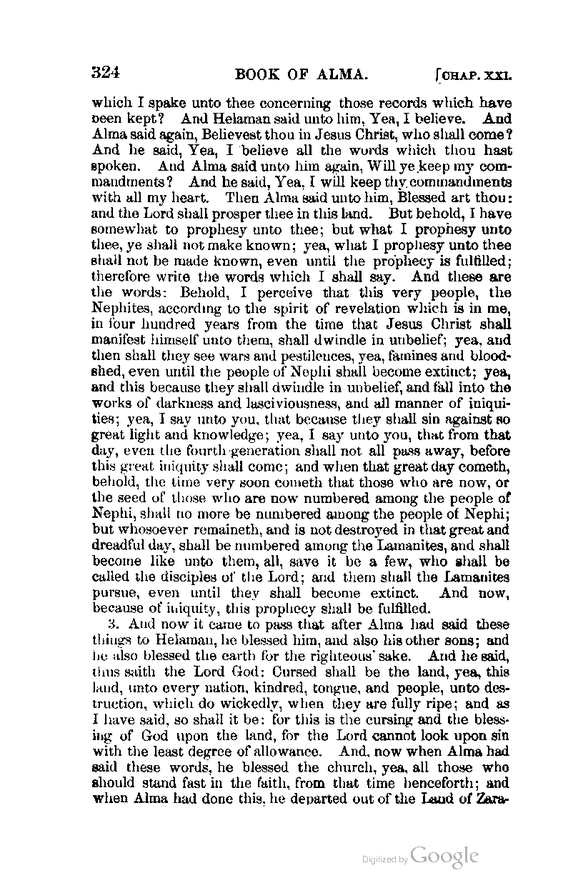 324 BOOK OF ALMA. [CHAP. XXI.
which I spake unto thee concerning those records which have
been kept? And Helaman said unto him, Yea, I believe. And
Alma said again, Believest thou in Jesus Christ, who shall come?
And he said, Yea, I believe all the words which thou hast
spoken. And Alma said unto him again, Will ye keep my com-
mandments? And he said, Yea, I will keep thy commandments
with all my heart. Then Alma said unto him, Blessed art thou:
and the Lord shall prosper thee in this land. But behold, I have
somewhat to prophesy unto thee; but what I prophesy unto
thee, ye shall not make known; yea, what I prophesy unto thee
shall not be made known, even until the prophecy is fulfilled;
therefore write the words which I shall say. And these are
the words: Behold, I perceive that this very people, the
Nephites, according to the spirit of revelation which is in me,
in four hundred years from the time that Jesus Christ shall
manifest himself unto them, shall dwindle in unbelief; yea, and
then shall they see wars and pestilences, yea, famines and blood-
shed, even until the people of Nephi shall become extinct; yea,
and this because they shall dwindle in unbelief, and fall into the
works of darkness and lasciviousness, and all manner of iniqui-
ties; yea, I say unto you, that because they shall sin against so
great light and knowledge; yea, I say unto you, that from that
day, even the fourth generation shall not all pass away, before
this great iniquity shall come; and when that great day cometh,
behold, the time very soon cometh that those who are now, or
the seed of those who are now numbered among the people of
Nephi, shall no more be numbered among the people of Nephi;
but whosoever remaineth, and is not destroyed in that great and
dreadful day, shall be numbered among the Lamanites, and shall
become like unto them, all, save it be a few, who shall be
called the disciples of the Lord; and them shall the Lamanites
pursue, even until they shall become extinct. And now,
because of iniquity, this prophecy shall be fulfilled.
3. And now it came to pass that after Alma had said these
things to Helaman, he blessed him, and also his other sons; and
he also blessed the earth for the righteous' sake. And he said,
thus saith the Lord God: Cursed shall be the land, yea, this
land, unto every nation, kindred, tongue, and people, unto des-
truction, which do wickedly, when they are fully ripe; and as
I have said, so shall it be: for this is the cursing and the bless-
ing of God upon the land, for the Lord cannot look upon sin
with the least degree of allowance. And, now when Alma had
said these words, he blessed the church, yea, all those who
should stand fast in the faith, from that time henceforth; and
when Alma had done this, he departed out of the Land of Zara-
Digitized by Google